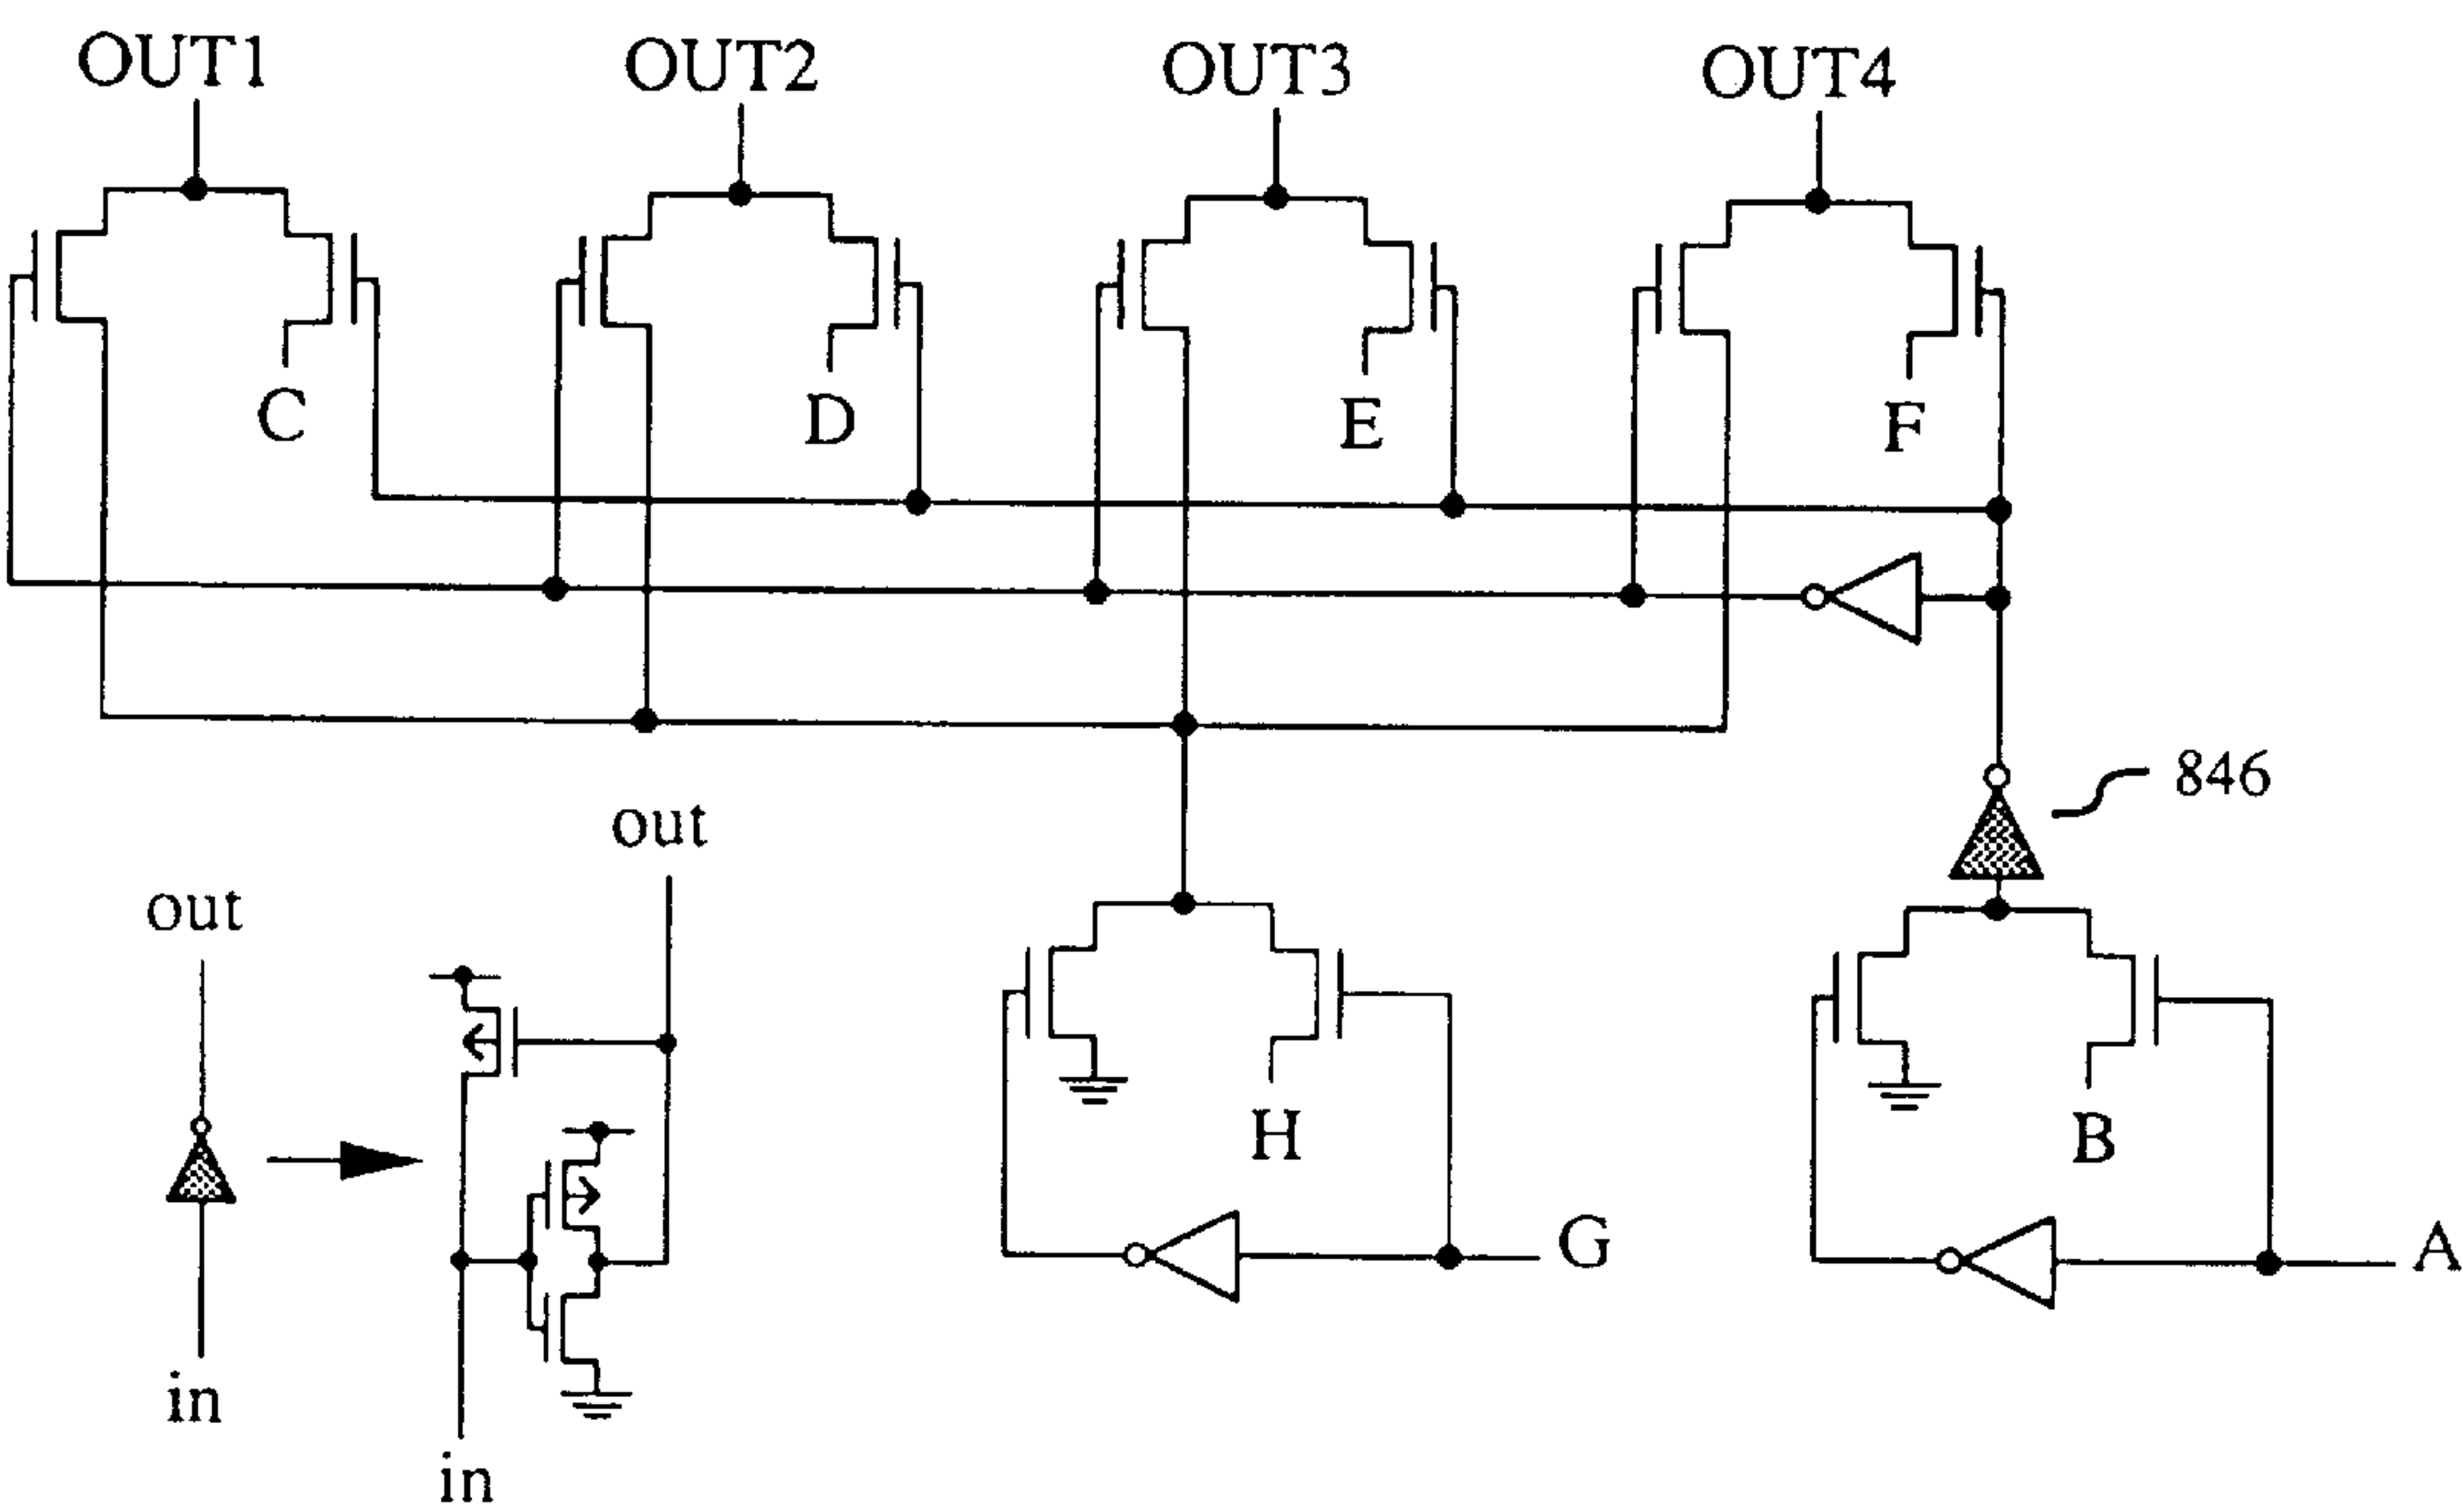 OUT1 OUT2 OUT3 OUT4
C D E F
846
out
out
H B
G A
in
in